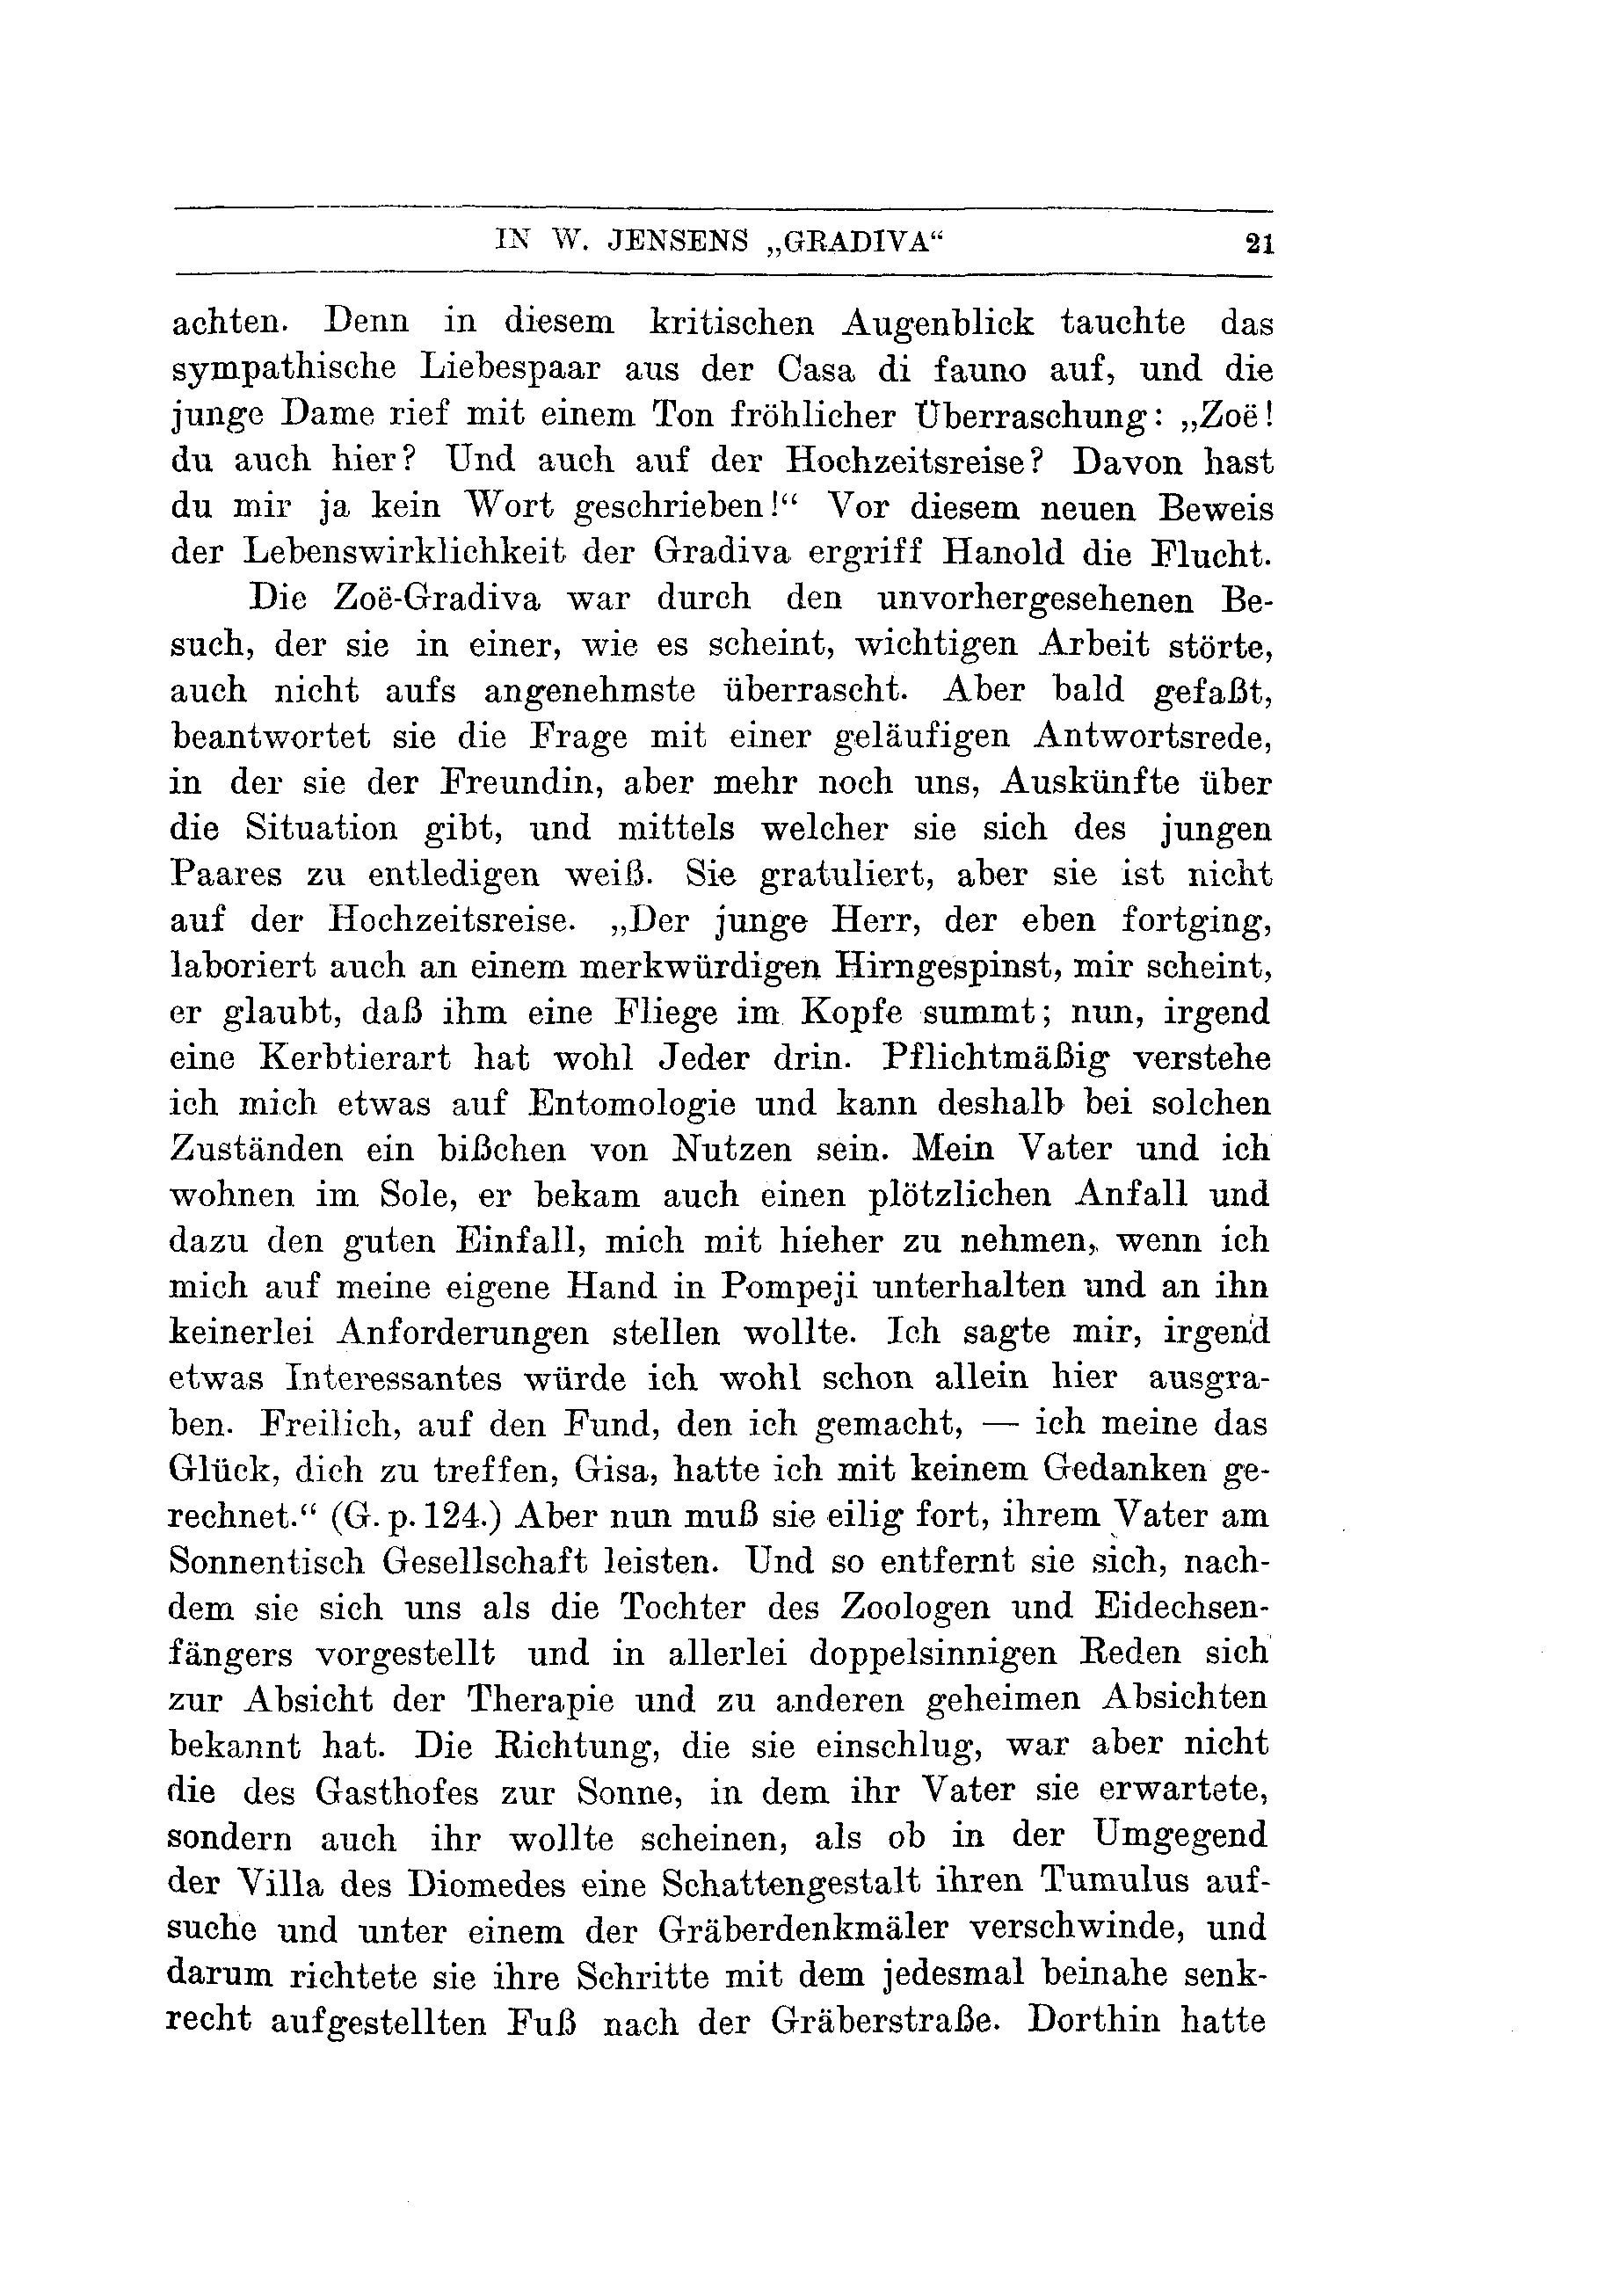 IN W. JENSENS „GRADIVA“ 21
achten. Denn in diesem kritischen Augenblick tauchte das
sympathische Liebespaar aus der Casa di fauno auf, und die
junge Dame rief mit einem Ton fröhlicher Überraschung: „Zoë!
du auch hier? Und auch auf der Hochzeitsreise? Davon hast
du mir ja kein Wort geschrieben!“ Vor diesem neuen Beweis
der Lebenswirklichkeit der Gradiva ergriff Hanold die Flucht.
Die Zoë-Gradiva war durch den unvorhergesehenen Be-
such, der sie in einer, wie es scheint, wichtigen Arbeit störte,
auch nicht aufs angenehmste überrascht. Aber bald gefaßt,
beantwortet sie die Frage mit einer geläufigen Antwortsrede,
in der sie der Freundin, aber mehr noch uns, Auskünfte über
die Situation gibt, und mittels welcher sie sich des jungen
Paares zu entledigen weiß. Sie gratuliert, aber sie ist nicht
auf der Hochzeitsreise. „Der junge Herr, der eben fortging,
laboriert auch an einem merkwürdigen Hirngespinst, mir scheint,
er glaubt, daß ihm eine Fliege im Kopfe summt; nun, irgend
eine Kerbtierart hat wohl Jeder drin. Pflichtmäßig verstehe
ich mich etwas auf Entomologie und kann deshalb bei solchen
Zuständen ein bißchen von Nutzen sein. Mein Vater und ich
wohnen im Sole, er bekam auch einen plötzlichen Anfall und
dazu den guten Einfall, mich mit hieher zu nehmen, wenn ich
mich auf meine eigene Hand in Pompeji unterhalten und an ihn
keinerlei Anforderungen stellen wollte. Ich sagte mir, irgend
etwas Interessantes würde ich wohl schon allein hier ausgra-
ben. Freilich, auf den Fund, den ich gemacht, — ich meine das
Glück, dich zu treffen, Gisa, hatte ich mit keinem Gedanken ge-
rechnet.“ (G. p. 124.) Aber nun muß sie eilig fort, ihrem Vater am
Sonnentisch Gesellschaft leisten. Und so entfernt sie sich, nach-
dem sie sich uns als die Tochter des Zoologen und Eidechsen-
fängers vorgestellt und in allerlei doppelsinnigen Reden sich
zur Absicht der Therapie und zu anderen geheimen Absichten
bekannt hat. Die Richtung, die sie einschlug, war aber nicht
die des Gasthofes zur Sonne, in dem ihr Vater sie erwartete,
sondern auch ihr wollte scheinen, als ob in der Umgegend
der Villa des Diomedes eine Schattengestalt ihren Tumulus auf-
suche und unter einem der Gräberdenkmäler verschwinde, und
darum richtete sie ihre Schritte mit dem jedesmal beinahe senk-
recht aufgestellten Fuß nach der Gräberstraße. Dorthin hatte